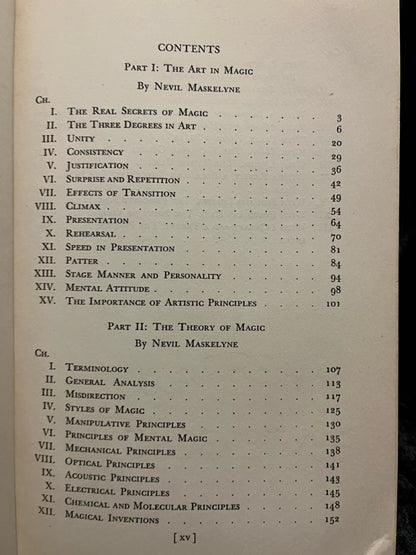 CONTENTS
Part I: The Art in Magic
By Nevil Maskelyne
Ch.
I. The Real Secrets of Magic . . . . . . 3
II. The Three Degrees in Art . . . . . . . 6
III. Unity . . . . . . . . . . . 20
IV. Consistency . . . . . . . . . . 29
V. Justification . . . . . . . . . . 36
VI. Surprise and Repetition . . . . . . . 42
VII. Effects of Transition . . . . . . . . 49
VIII. Climax . . . . . . . . . . . 54
IX. Presentation . . . . . . . . . . 64
X. Rehearsal . . . . . . . . . . 70
XI. Speed in Presentation . . . . . . . . 81
XII. Patter . . . . . . . . . . . 84
XIII. Stage Manner and Personality . . . . . . 94
XIV. Mental Attitude . . . . . . . . . 98
XV. The Importance of Artistic Principles . . . . 101
Part II: The Theory of Magic
By Nevil Maskelyne
Ch.
I. Terminology . . . . . . . . . . 107
II. General Analysis . . . . . . . . . 113
III. Misdirection . . . . . . . . . . 117
IV. Styles of Magic . . . . . . . . . 125
V. Manipulative Principles . . . . . . . 130
VI. Principles of Mental Magic . . . . . . 135
VII. Mechanical Principles . . . . . . . . 138
VIII. Optical Principles . . . . . . . . . 141
IX. Acoustic Principles . . . . . . . . 143
X. Electrical Principles . . . . . . . . 145
XI. Chemical and Molecular Principles . . . . . 148
XII. Magical Inventions . . . . . . . . 152
[ xv ]